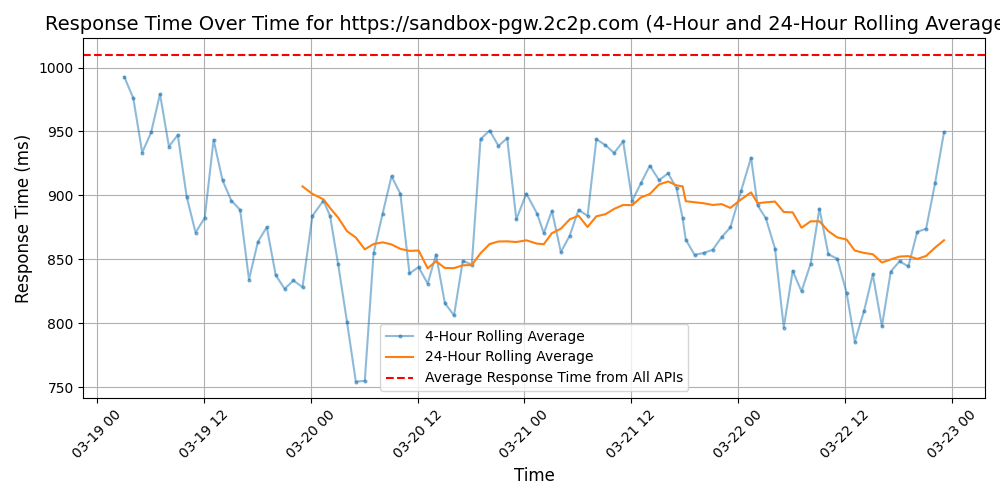 Response Time Over Time for https://sandbox-pgw.2c2p.com (4-Hour and 24-Hour Rolling Average
Response Time (ms)
1000
950
900
850
800
750
4-Hour Rolling Average
24-Hour Rolling Average
Average Response Time from All APIs
03-19 00
03-19 12
03-20 00
03-20 12
03-21 00
03-21 12
03-22 00
03-22 12
03-23 00
Time